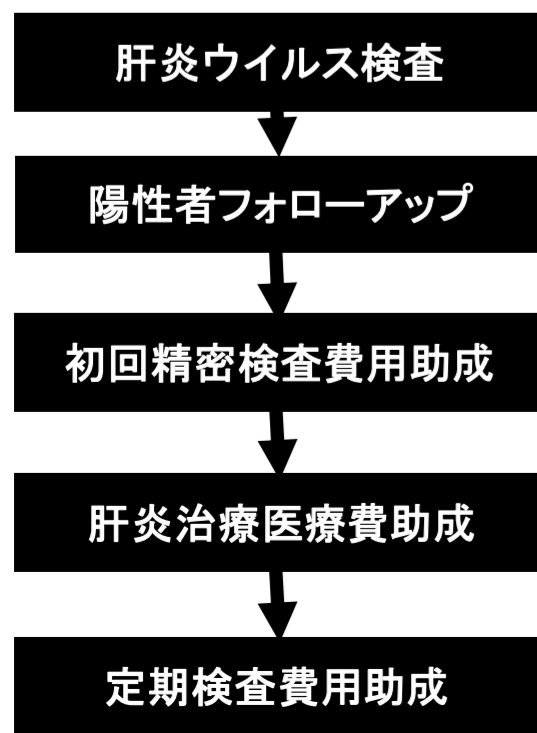 肝炎ウイルス検査
陽性者フォローアップ
初回精密検査費用助成
肝炎治療医療費助成
定期検査費用助成